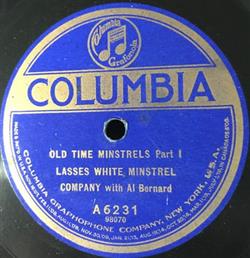 Columbia
Grafonola
COLUMBIA
OLD TIME MINSTRELS Part I
LASSES WHITE MINSTREL
COMPANY with Al Bernard
A6231
98070
COLUMBIA GRAPHOPHONE COMPANY, NEW YORK, U.S.A.